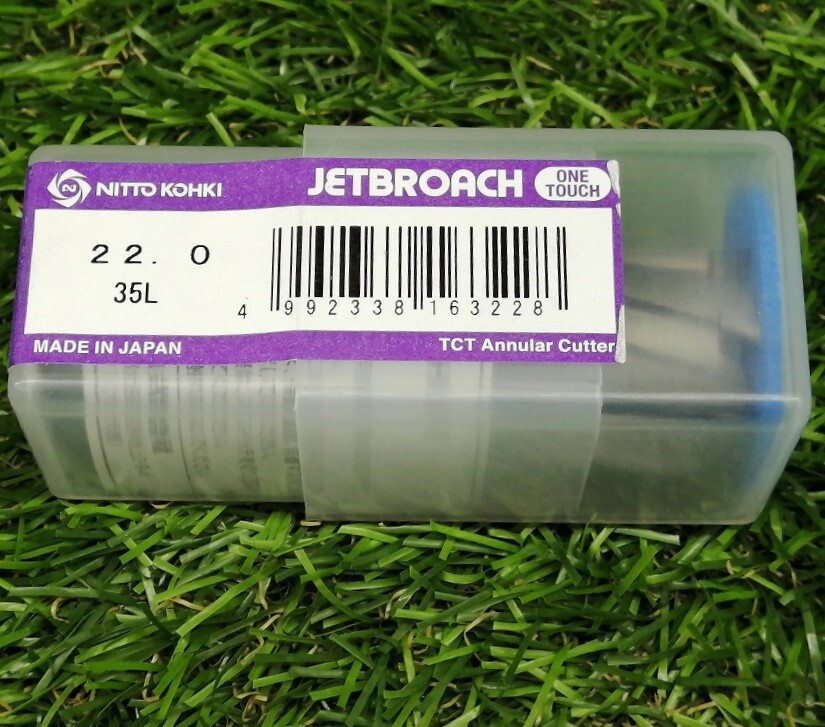 NITTO KOHKI
JETBROACH
ONE
TOUCH
22.0
35L
4 992338 163228
MADE IN JAPAN
TCT Annular Cutter